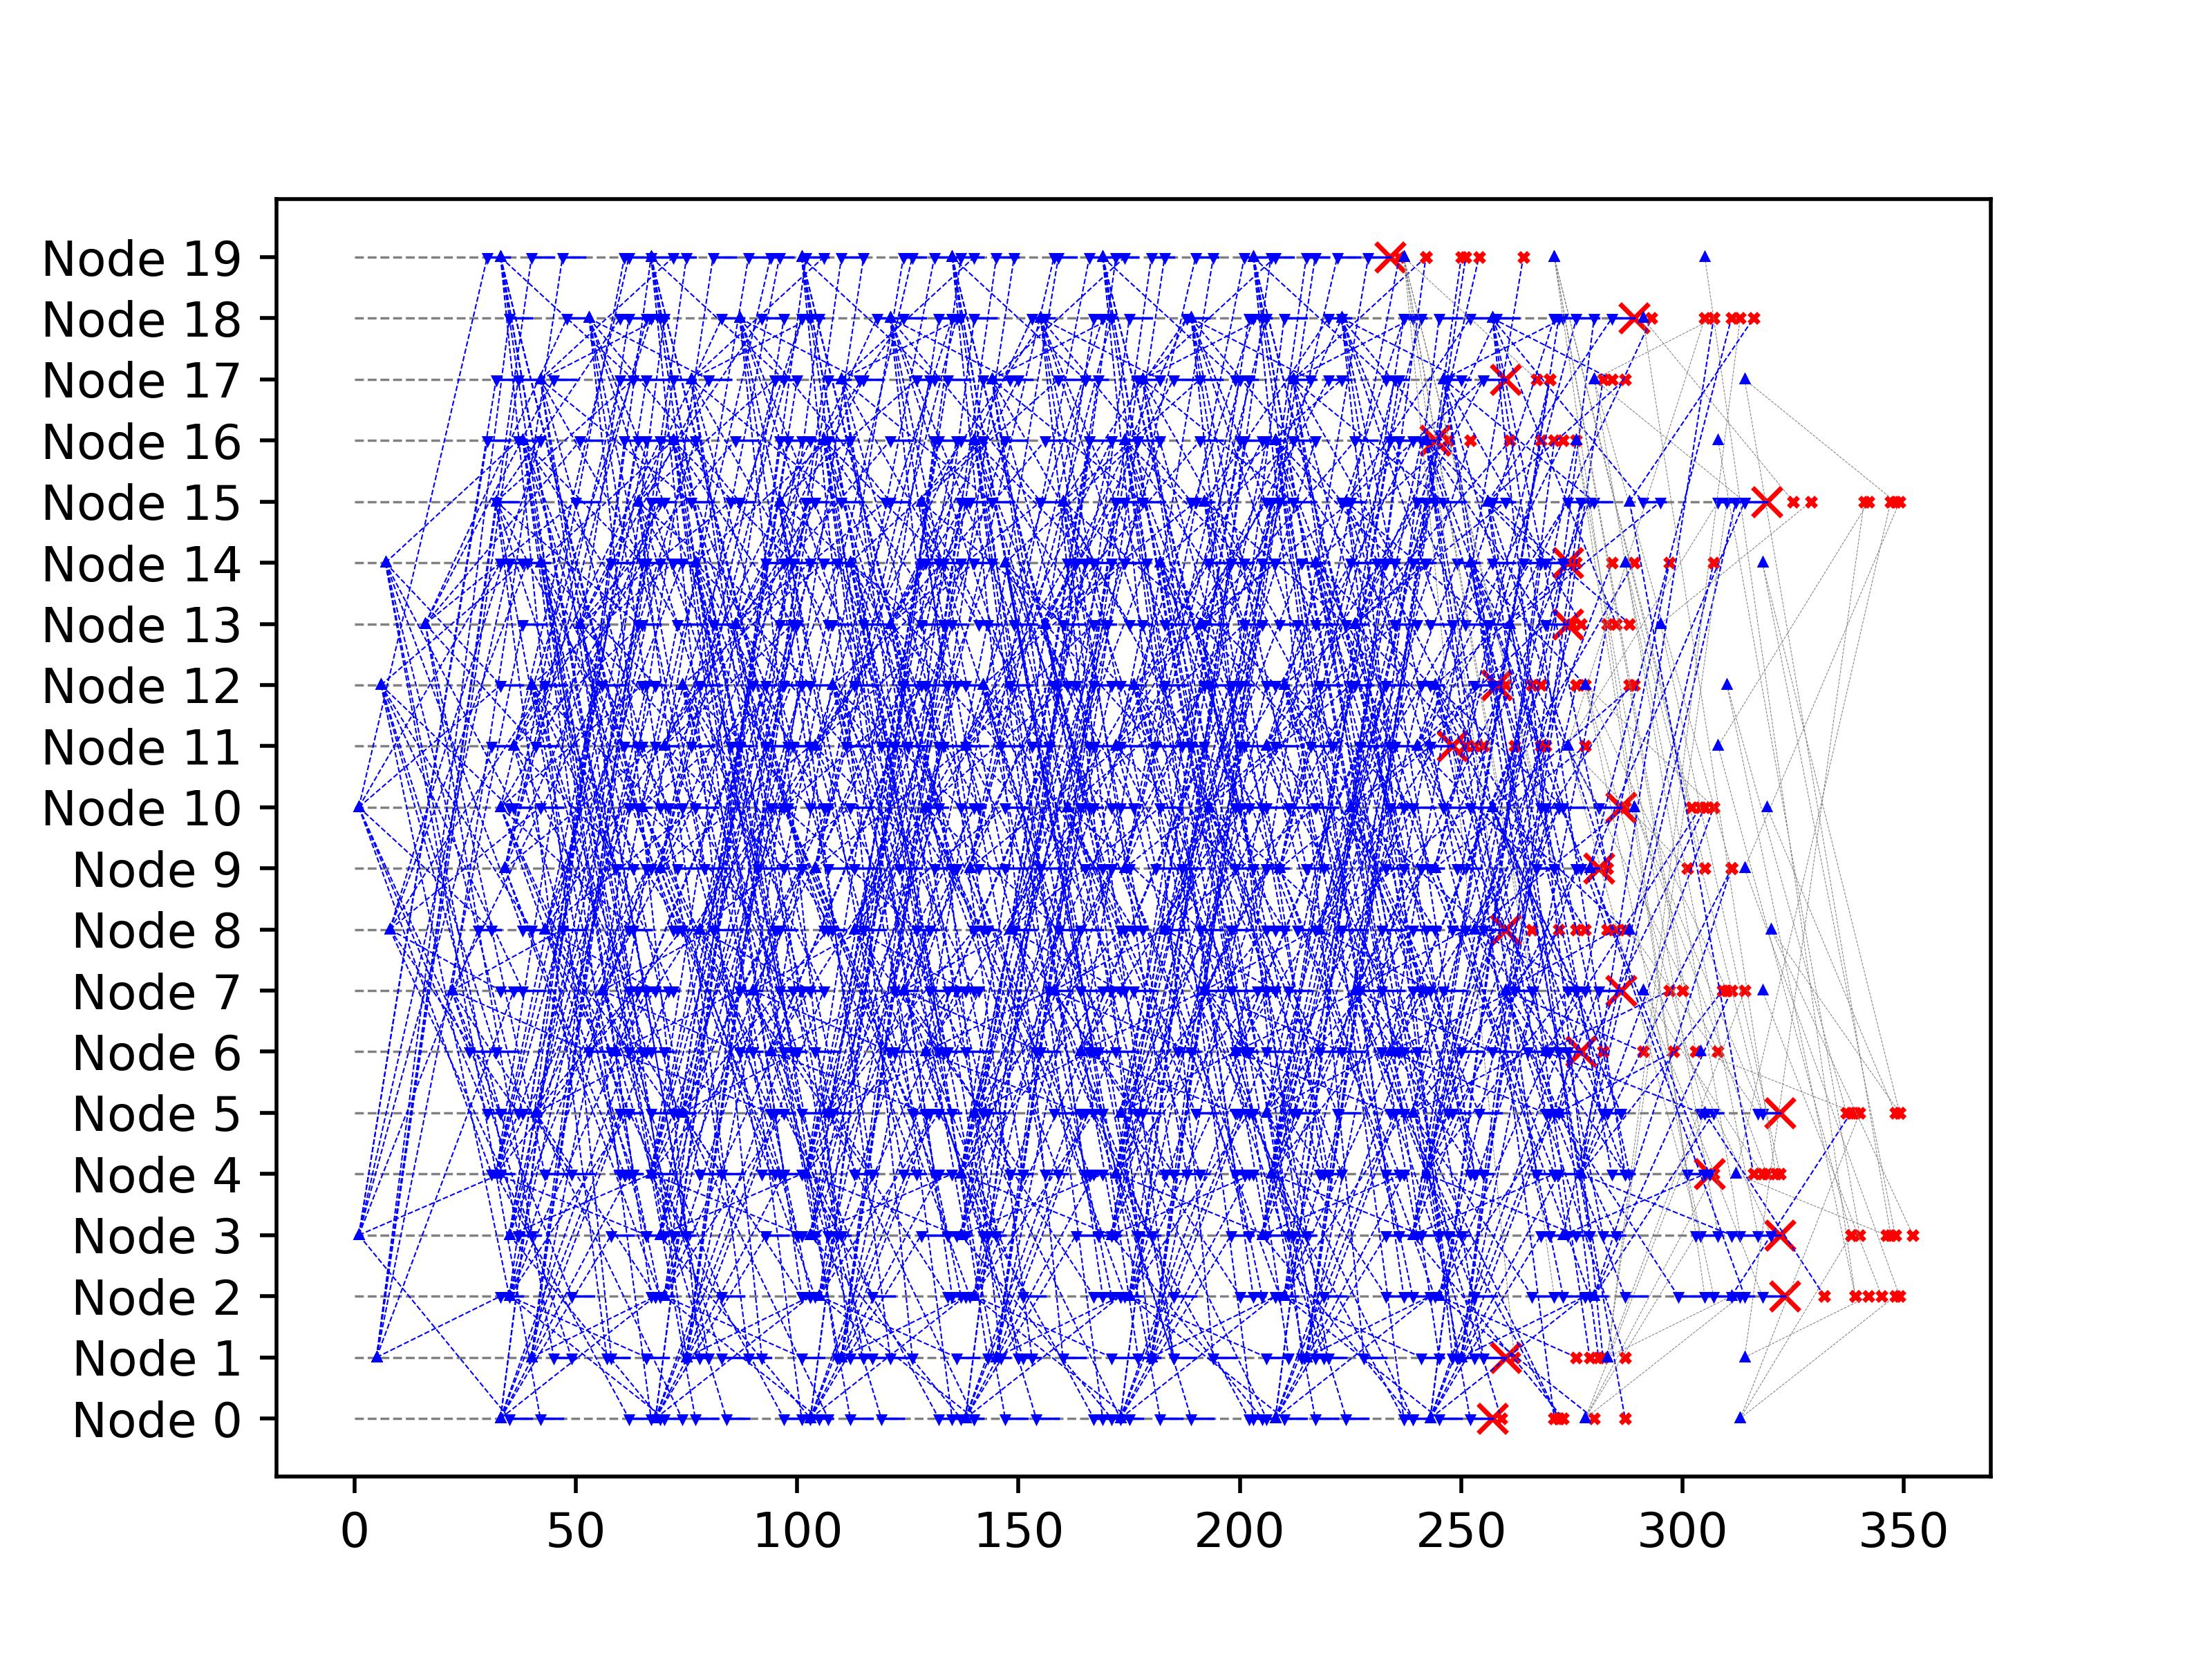 Node 19
Node 18
Node 17
Node 16
Node 15
Node 14
Node 13
Node 12
Node 11
Node 10
Node 9
Node 8
Node 7
Node 6
Node 5
Node 4
Node 3
Node 2
Node 1
Node 0
0 50 100 150 200 250 300 350